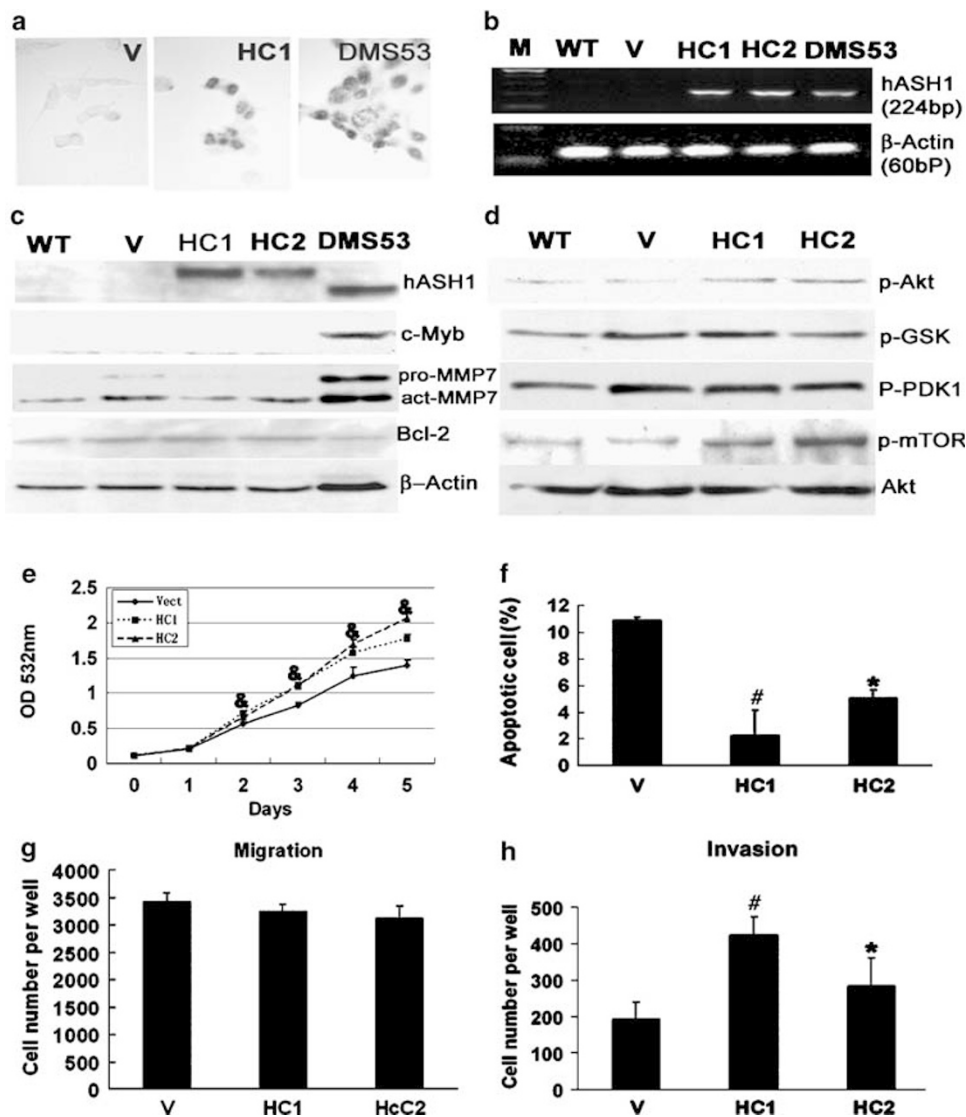 a
V
HC1
DMS53
b
M WT V HC1 HC2 DMS53
hASH1
(224bp)
β-Actin
(60bP)
c
WT V HC1 HC2 DMS53
hASH1
c-Myb
pro-MMP7
act-MMP7
Bcl-2
β-Actin
d
WT V HC1 HC2
p-Akt
p-GSK
P-PDK1
p-mTOR
Akt
e
OD 532nm
2.5
2
1.5
1
0.5
0
Vect
HC1
HC2
& & & &
0 1 2 3 4 5
Days
f
Apoptotic cell(%)
12
10
8
6
4
2
0
#
*
V HC1 HC2
g
Migration
Cell number per well
4000
3500
3000
2500
2000
1500
1000
500
0
V HC1 HcC2
h
Invasion
Cell number per well
500
400
300
200
100
0
#
*
V HC1 HC2